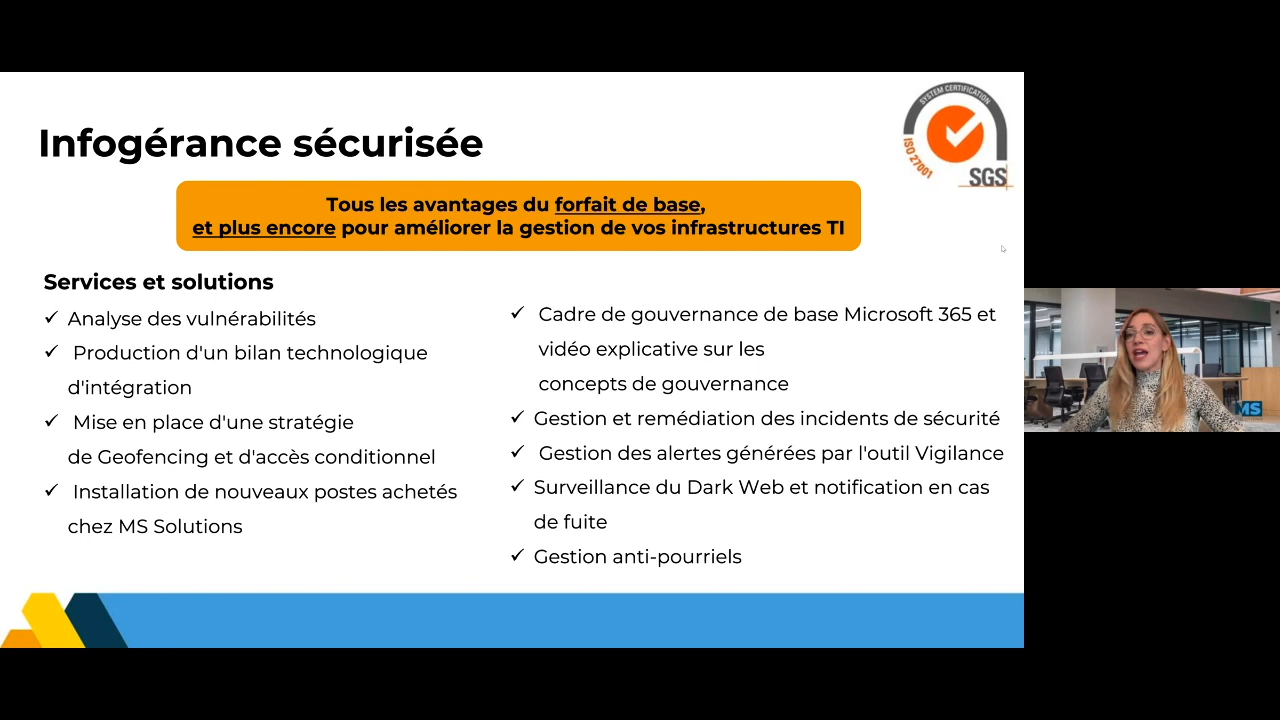 SYSTEM CERTIFICATION
ISO 27001
SGS
Infogérance sécurisée
Tous les avantages du forfait de base,
et plus encore pour améliorer la gestion de vos infrastructures TI
Services et solutions
✓ Analyse des vulnérabilités
✓ Production d'un bilan technologique
d'intégration
✓ Mise en place d'une stratégie
de Geofencing et d'accès conditionnel
✓ Installation de nouveaux postes achetés
chez MS Solutions
✓ Cadre de gouvernance de base Microsoft 365 et
vidéo explicative sur les
concepts de gouvernance
✓ Gestion et remédiation des incidents de sécurité
✓ Gestion des alertes générées par l'outil Vigilance
✓ Surveillance du Dark Web et notification en cas
de fuite
✓ Gestion anti-pourriels
MS